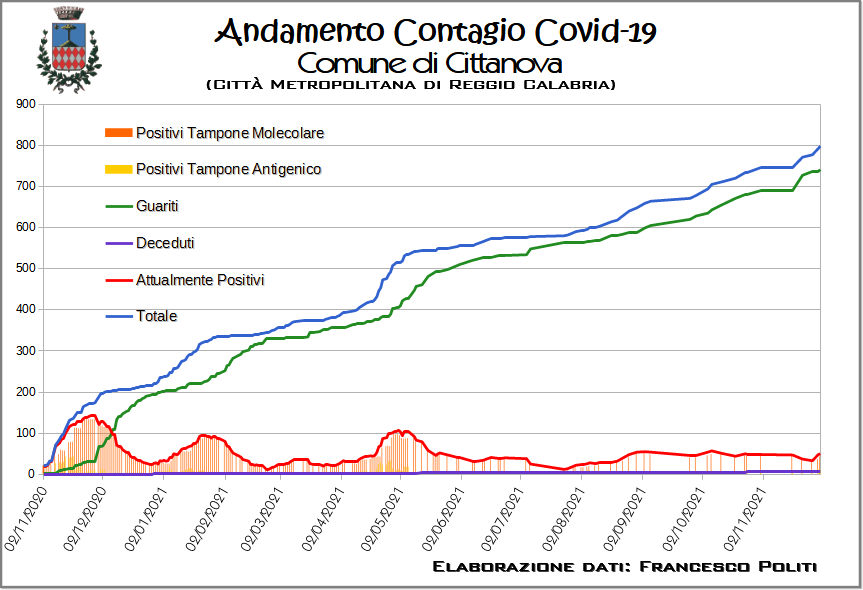 Andamento Contagio Covid-19
Comune di Cittanova
(Città Metropolitana di Reggio Calabria)
900
800
700
600
500
400
300
200
100
0
Positivi Tampone Molecolare
Positivi Tampone Antigenico
Guariti
Deceduti
Attualmente Positivi
Totale
02/11/2020
02/12/2020
02/01/2021
02/02/2021
02/03/2021
02/04/2021
02/05/2021
02/06/2021
02/07/2021
02/08/2021
02/09/2021
02/10/2021
02/11/2021
Elaborazione dati: Francesco Politi